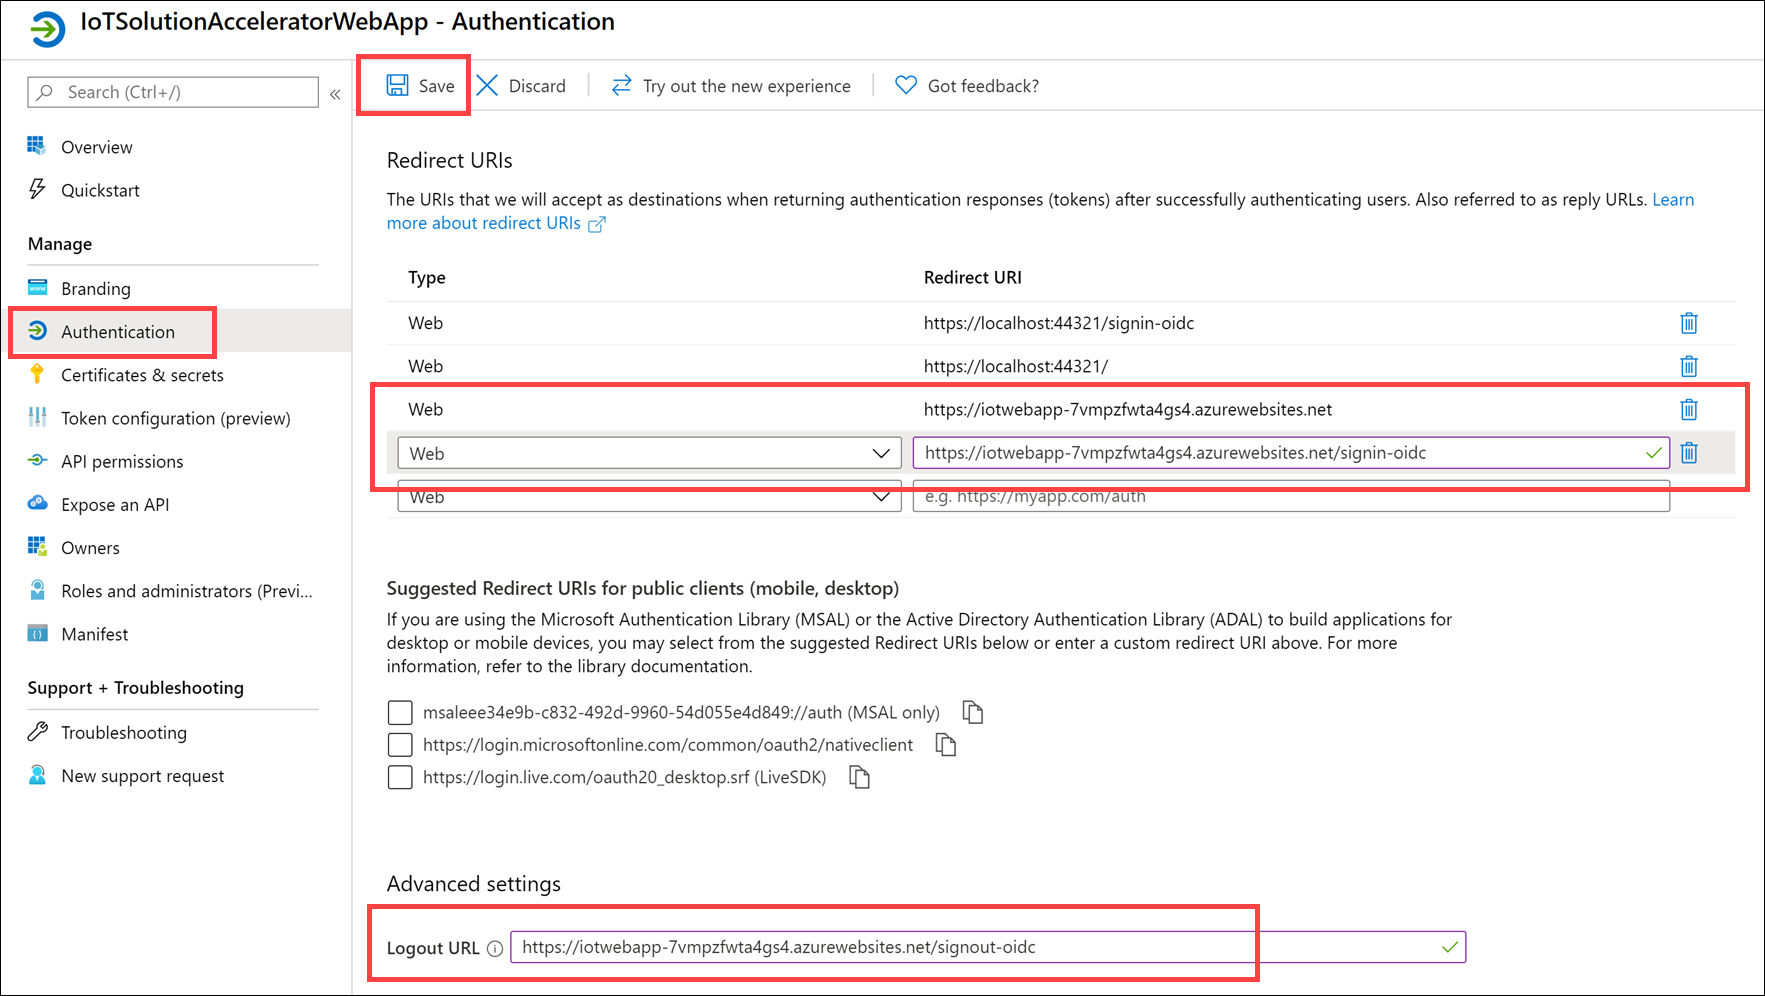 IoTSolutionAcceleratorWebApp - Authentication
Search (Ctrl+/)
«
Overview
Quickstart
Manage
Branding
Authentication
Certificates & secrets
Token configuration (preview)
API permissions
Expose an API
Owners
Roles and administrators (Previ...
Manifest
Support + Troubleshooting
Troubleshooting
New support request
Save
Discard
Try out the new experience
Got feedback?
Redirect URIs
The URIs that we will accept as destinations when returning authentication responses (tokens) after successfully authenticating users. Also referred to as reply URLs. Learn
more about redirect URIs
Type Redirect URI
Web https://localhost:44321/signin-oidc
Web https://localhost:44321/
Web https://iotwebapp-7vmpzfwta4gs4.azurewebsites.net
Web https://iotwebapp-7vmpzfwta4gs4.azurewebsites.net/signin-oidc
Web e.g. https://myapp.com/auth
Suggested Redirect URIs for public clients (mobile, desktop)
If you are using the Microsoft Authentication Library (MSAL) or the Active Directory Authentication Library (ADAL) to build applications for
desktop or mobile devices, you may select from the suggested Redirect URIs below or enter a custom redirect URI above. For more
information, refer to the library documentation.
msaleee34e9b-c832-492d-9960-54d055e4d849://auth (MSAL only)
https://login.microsoftonline.com/common/oauth2/nativeclient
https://login.live.com/oauth20_desktop.srf (LiveSDK)
Advanced settings
Logout URL https://iotwebapp-7vmpzfwta4gs4.azurewebsites.net/signout-oidc